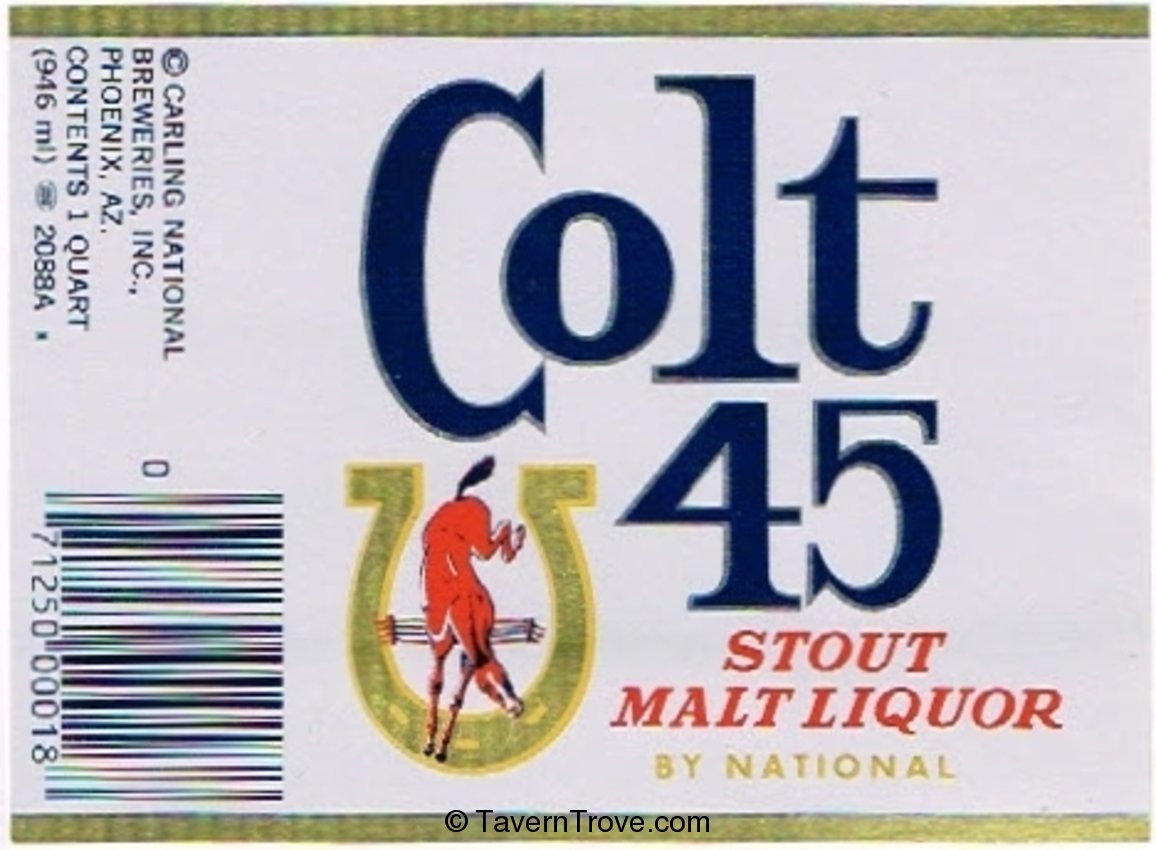 Colt
45
STOUT
MALT LIQUOR
BY NATIONAL
© CARLING NATIONAL
BREWERIES, INC.,
PHOENIX, AZ.
CONTENTS 1 QUART
(946 ml) 2088A
0
71250 00018
© TavernTrove.com